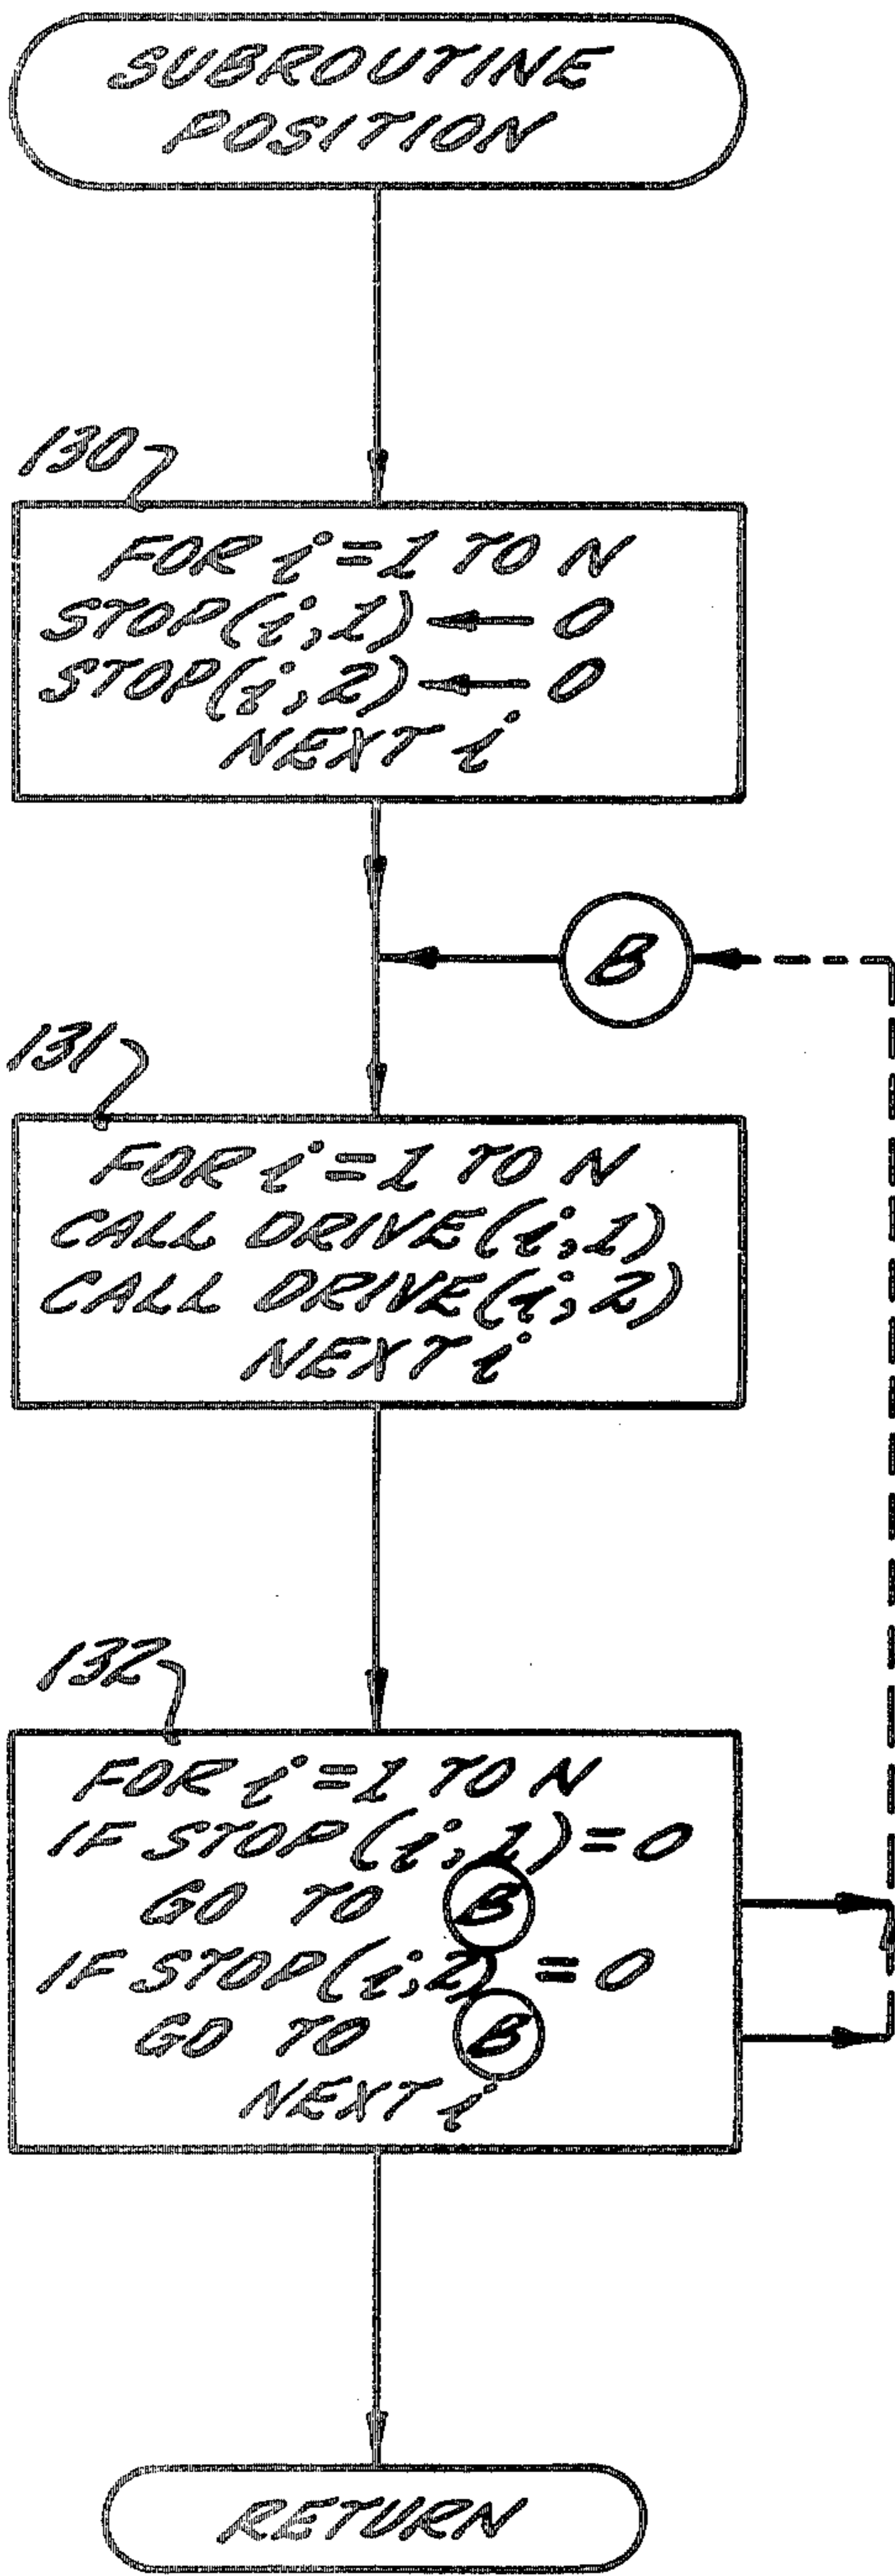 SUBROUTINE
POSITION
130
FOR i=1 TO N
STOP(i,1)← 0
STOP(i,2)← 0
NEXT i
B
131
FOR i=1 TO N
CALL DRIVE(i,1)
CALL DRIVE(i,2)
NEXT i
132
FOR i=1 TO N
IF STOP(i,1)=0
GO TO B
IF STOP(i,2)=0
GO TO B
NEXT i
RETURN